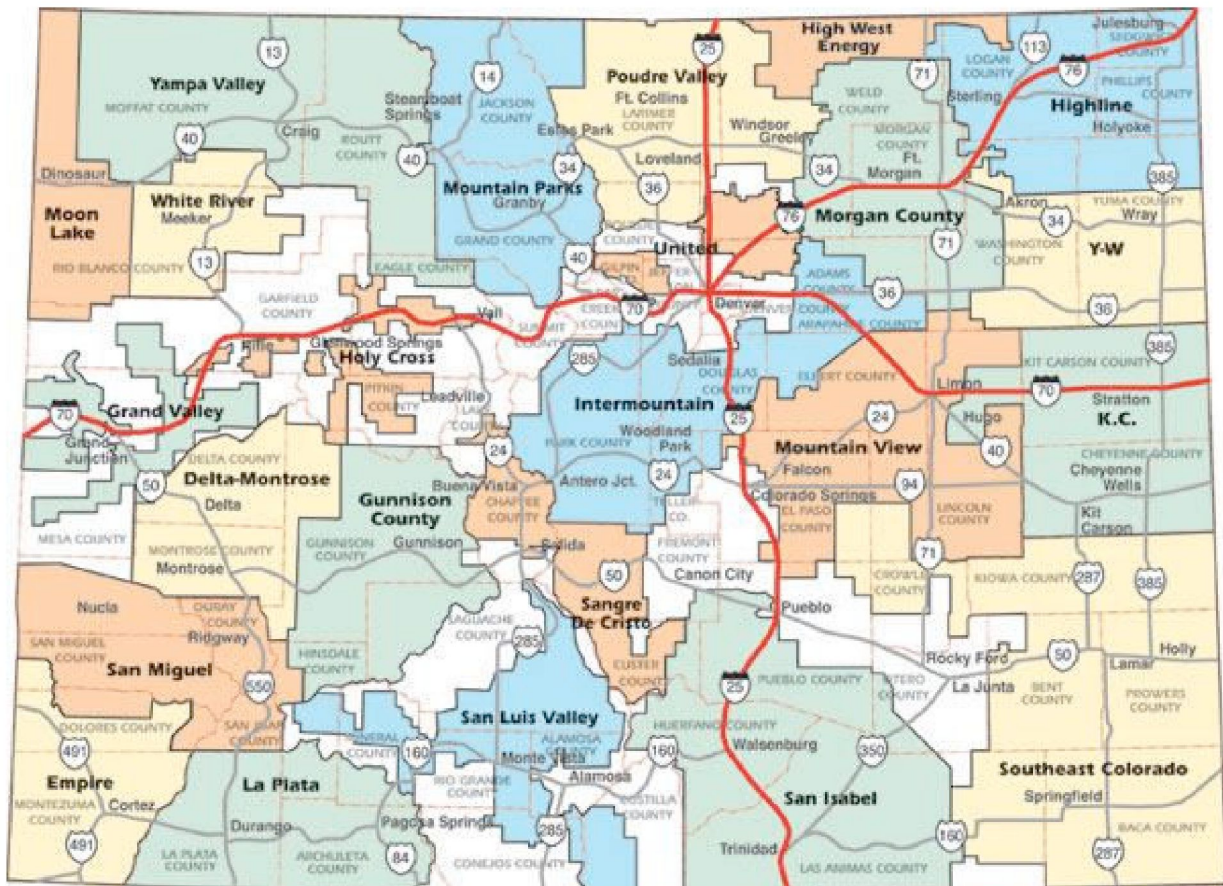 High West
Energy
Julesburg
SEDGWICK
COUNTY
25
13
113
76
LOGAN
COUNTY
14
71
PHILLIPS
COUNTY
Yampa Valley
Poudre Valley
WELD
COUNTY
Sterling
Highline
MOFFAT COUNTY
Steamboat
Springs
JACKSON
COUNTY
Ft. Collins
LARIMER
COUNTY
Holyoke
40
Craig
ROUTT
COUNTY
40
Estes Park
Windsor
Greeley
MORGAN
COUNTY
Ft.
Morgan
34
Loveland
34
34
385
Dinosaur
36
Mountain Parks
Granby
White River
Meeker
Moon
Lake
76
Morgan County
Akron
34
YUMA COUNTY
Wray
GRAND COUNTY
United
71
WASHINGTON
COUNTY
Y-W
RIO BLANCO COUNTY
13
EAGLE COUNTY
40
ADAMS
COUNTY
36
36
GARFIELD
COUNTY
Vail
70
Denver
ARAPAHOE COUNTY
SUMMIT
COUNTY
Rifle
Glenwood Springs
Holy Cross
285
Sedalia
DOUGLAS
COUNTY
ELBERT COUNTY
KIT CARSON COUNTY
385
PITKIN
COUNTY
Leadville
LAKE
COUNTY
Limon
70
Stratton
70
Grand Valley
Grand
Junction
Intermountain
25
24
Hugo
K.C.
PARK COUNTY
Woodland
Park
Mountain View
40
DELTA COUNTY
24
24
Falcon
CHEYENNE COUNTY
Cheyenne
Wells
Delta-Montrose
50
Buena Vista
Antero Jct.
TELLER
CO.
Colorado Springs
94
Delta
Gunnison
County
CHAFFEE
COUNTY
EL PASO
COUNTY
LINCOLN
COUNTY
Kit
Carson
MESA COUNTY
MONTROSE COUNTY
Montrose
GUNNISON
COUNTY
Gunnison
Salida
FREMONT
COUNTY
71
Canon City
50
CROWLEY
COUNTY
KIOWA COUNTY
287
385
Nucla
OURAY
COUNTY
Ridgway
Sangre
De Cristo
Pueblo
SAGUACHE
COUNTY
285
SAN MIGUEL
COUNTY
San Miguel
HINSDALE
COUNTY
CUSTER
COUNTY
Rocky Ford
50
Holly
Lamar
550
25
PUEBLO COUNTY
OTERO
COUNTY
La Junta
BENT
COUNTY
PROWERS
COUNTY
DOLORES COUNTY
SAN JUAN
COUNTY
San Luis Valley
HUERFANO COUNTY
491
MINERAL
COUNTY
160
ALAMOSA
COUNTY
160
Walsenburg
350
Monte Vista
Empire
La Plata
RIO GRANDE
COUNTY
Alamosa
Southeast Colorado
MONTEZUMA
COUNTY
Cortez
COSTILLA
COUNTY
San Isabel
Springfield
Durango
Pagosa Springs
285
BACA COUNTY
491
LA PLATA
COUNTY
ARCHULETA
COUNTY
84
CONEJOS COUNTY
Trinidad
160
LAS ANIMAS COUNTY
287